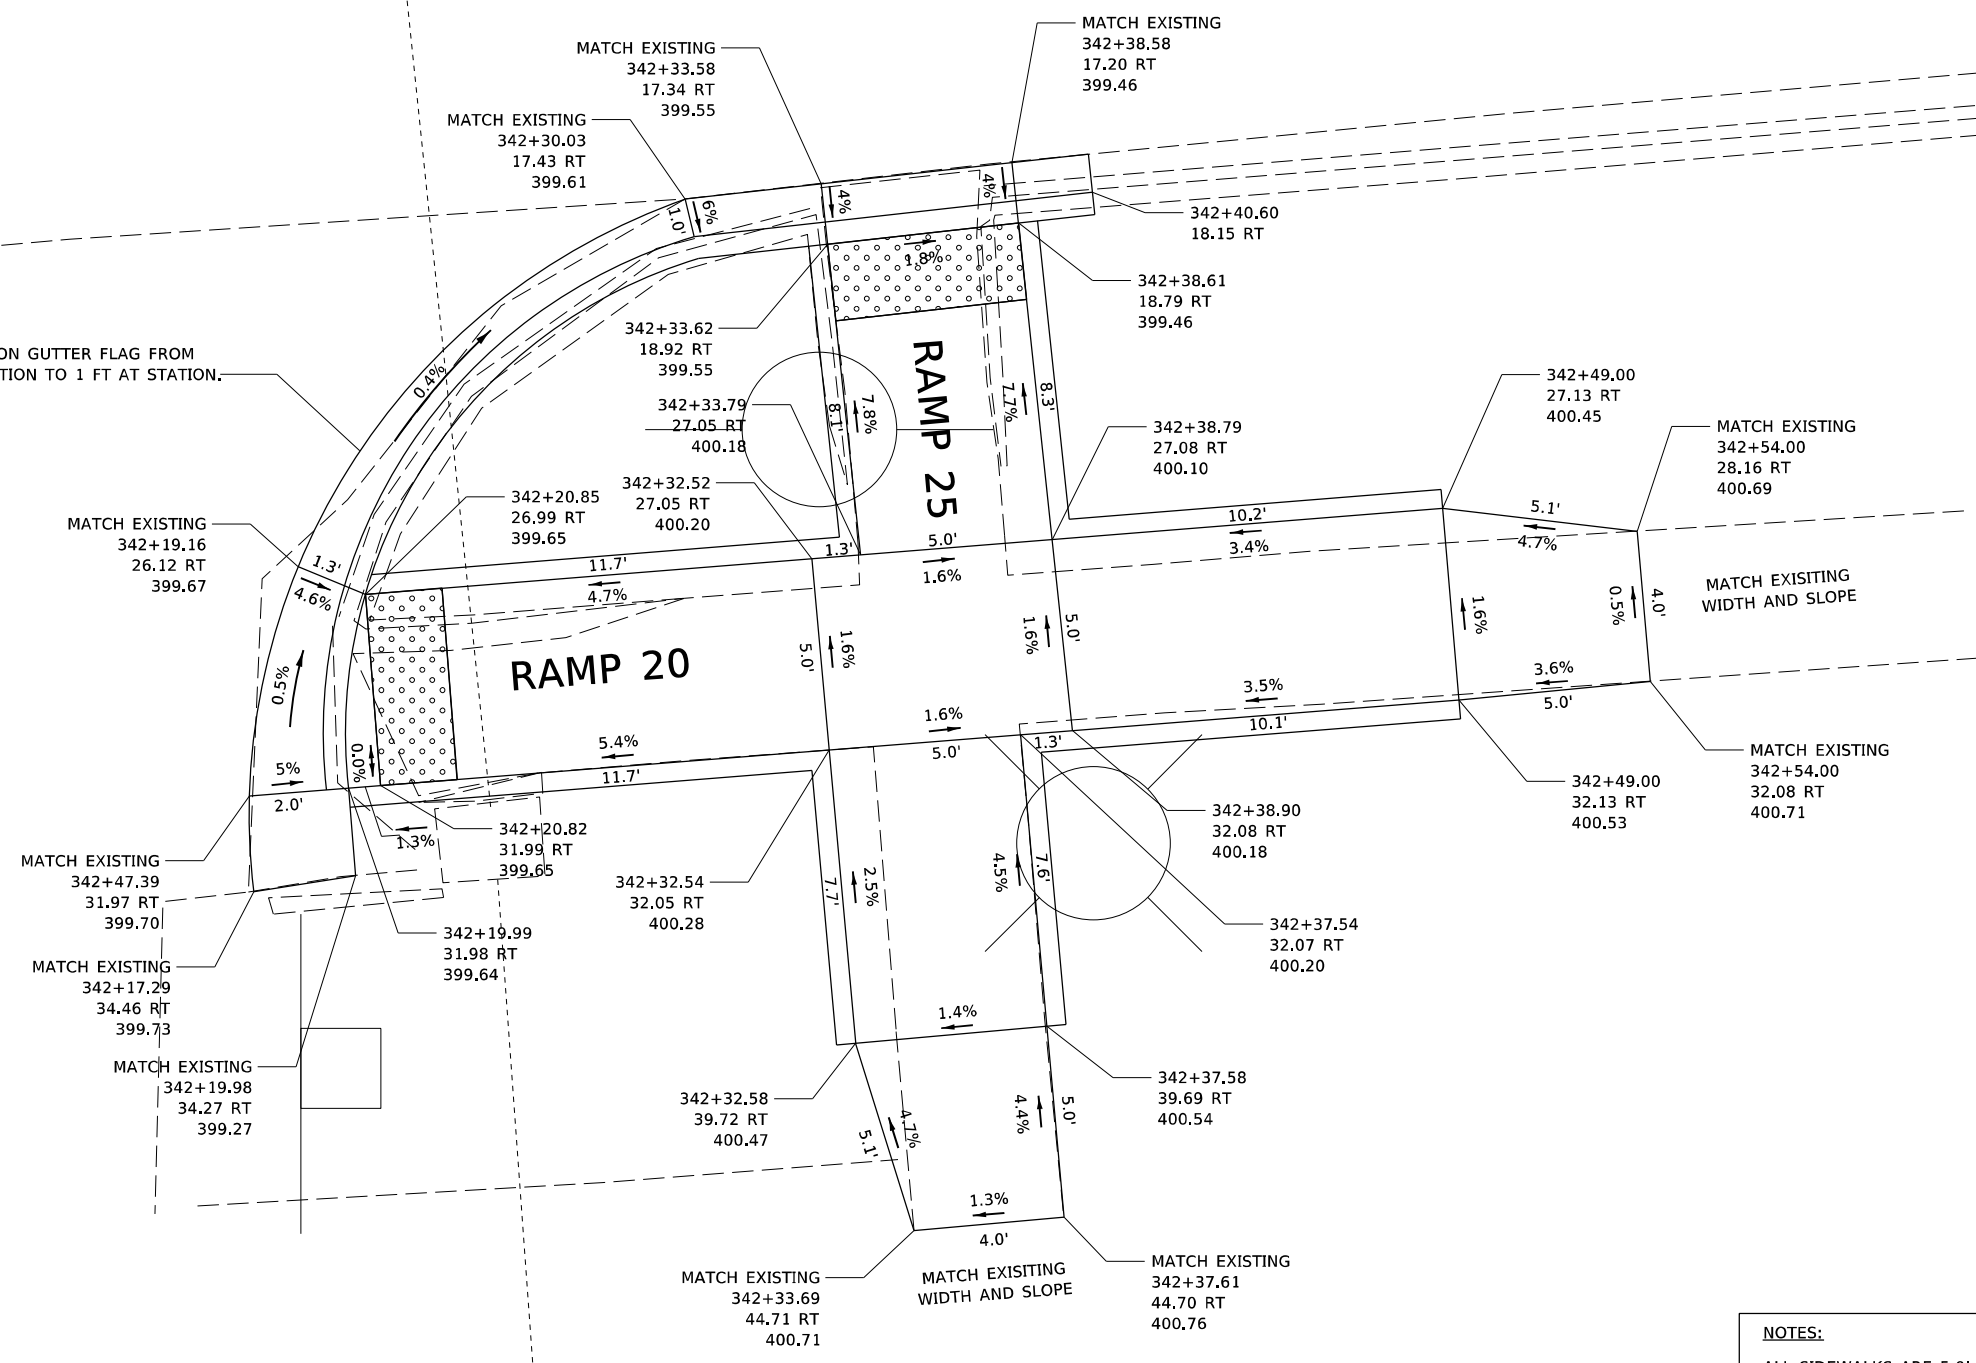 MATCH EXISTING
342+38.58
17.20 RT
399.46
MATCH EXISTING
342+33.58
17.34 RT
399.55
MATCH EXISTING
342+30.03
17.43 RT
399.61
1.0'
6%
4%
4%
342+40.60
18.15 RT
1.8%
342+38.61
18.79 RT
399.46
342+33.62
18.92 RT
399.55
ON GUTTER FLAG FROM
TION TO 1 FT AT STATION.
0.4%
RAMP 25
7.7%
8.3'
8.1'
7.8%
342+33.79
27.05 RT
400.18
342+49.00
27.13 RT
400.45
342+38.79
27.08 RT
400.10
MATCH EXISTING
342+54.00
28.16 RT
400.69
342+32.52
27.05 RT
400.20
342+20.85
26.99 RT
399.65
MATCH EXISTING
342+19.16
26.12 RT
399.67
1.3'
4.6%
11.7'
4.7%
1.3'
5.0'
1.6%
10.2'
3.4%
5.1'
4.7%
MATCH EXISITING
WIDTH AND SLOPE
0.5%
4.0'
1.6%
1.6%
5.0'
5.0'
1.6%
RAMP 20
0.5%
0.0%
5%
2.0'
5.4%
11.7'
1.6%
5.0'
1.3'
3.5%
10.1'
3.6%
5.0'
MATCH EXISTING
342+54.00
32.08 RT
400.71
342+49.00
32.13 RT
400.53
342+38.90
32.08 RT
400.18
1.3%
342+20.82
31.99 RT
399.65
MATCH EXISTING
342+47.39
31.97 RT
399.70
342+32.54
32.05 RT
400.28
7.7'
2.5%
4.5%
7.6'
342+37.54
32.07 RT
400.20
342+19.99
31.98 RT
399.64
MATCH EXISTING
342+17.29
34.46 RT
399.73
1.4%
MATCH EXISTING
342+19.98
34.27 RT
399.27
342+32.58
39.72 RT
400.47
342+37.58
39.69 RT
400.54
5.1'
4.7%
4.4%
5.0'
1.3%
4.0'
MATCH EXISITING
WIDTH AND SLOPE
MATCH EXISTING
342+33.69
44.71 RT
400.71
MATCH EXISTING
342+37.61
44.70 RT
400.76
NOTES: